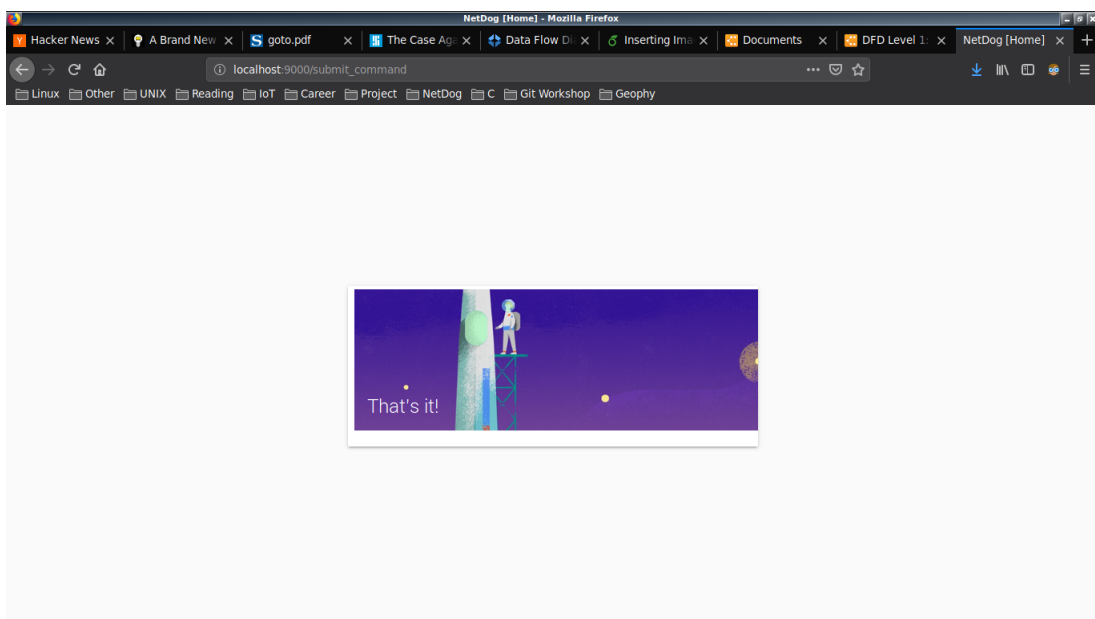 NetDog [Home] - Mozilla Firefox
Y Hacker News A Brand New S goto.pdf The Case Aga Data Flow Di Inserting Ima Documents DFD Level 1: NetDog [Home]
localhost:9000/submit_command
Linux Other UNIX Reading IoT Career Project NetDog C Git Workshop Geophy
That's it!